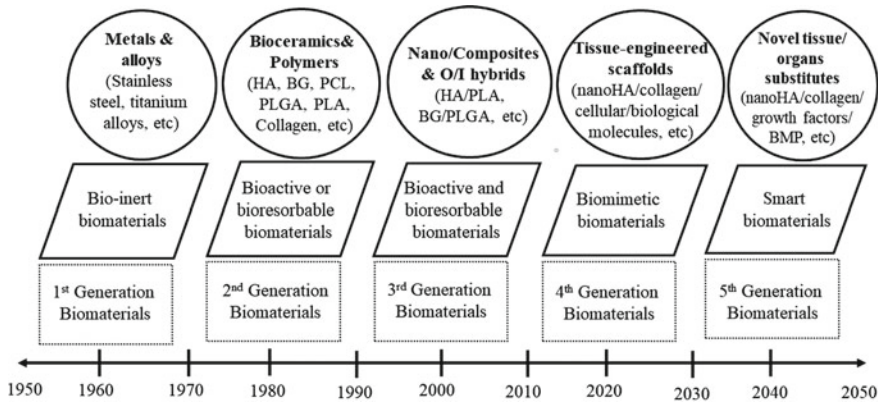 Metals &
alloys
(Stainless
steel, titanium
alloys, etc)
Bioceramics&
Polymers
(HA, BG, PCL,
PLGA, PLA,
Collagen, etc)
Nano/Composites
& O/I hybrids
(HA/PLA,
BG/PLGA, etc)
Tissue-engineered
scaffolds
(nanoHA/collagen/
cellular/biological
molecules, etc)
Novel tissue/
organs
substitutes
(nanoHA/collagen/
growth factors/
BMP, etc)
Bio-inert
biomaterials
Bioactive or
bioresorbable
biomaterials
Bioactive and
bioresorbable
biomaterials
Biomimetic
biomaterials
Smart
biomaterials
1st Generation
Biomaterials
2nd Generation
Biomaterials
3rd Generation
Biomaterials
4th Generation
Biomaterials
5th Generation
Biomaterials
1950 1960 1970 1980 1990 2000 2010 2020 2030 2040 2050